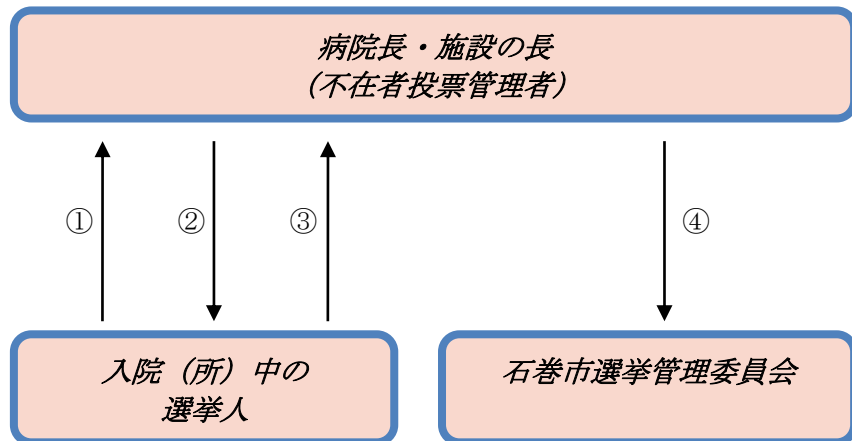 病院長・施設の長
（不在者投票管理者）
①
②
③
④
入院（所）中の
選挙人
石巻市選挙管理委員会